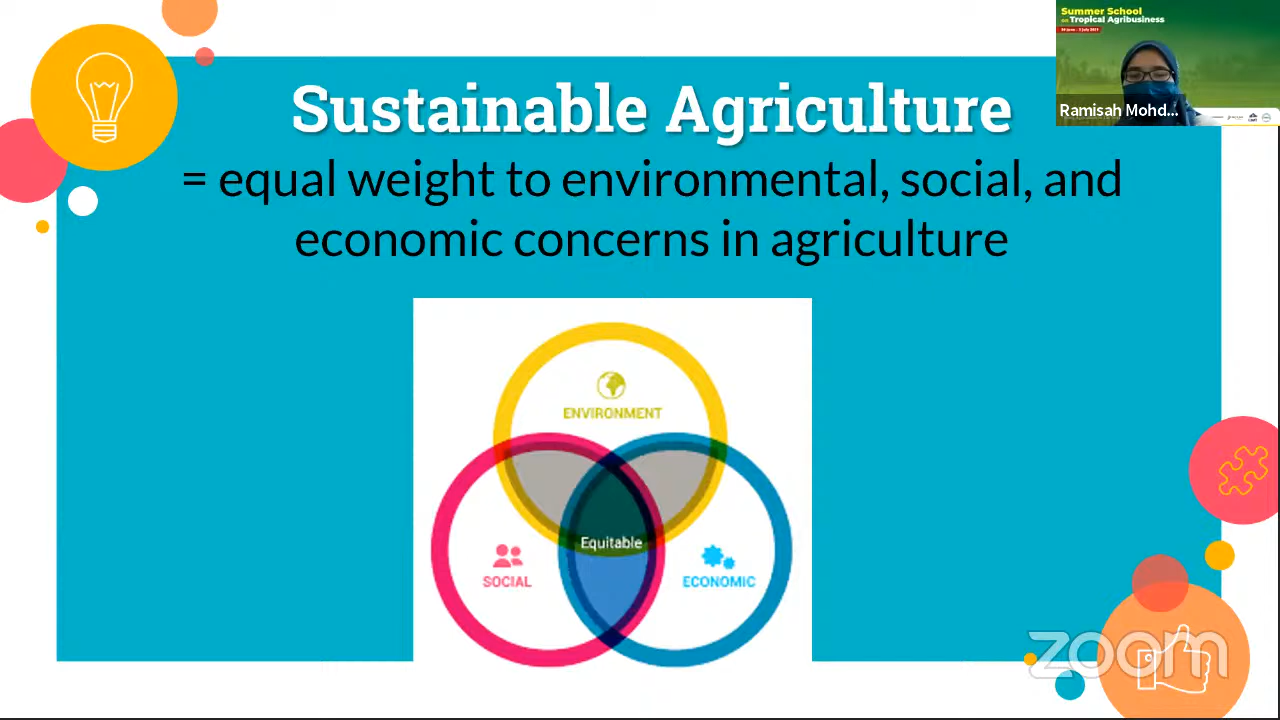 Summer School
on Tropical Agribusiness
Ramisah Mohd...
Sustainable Agriculture
= equal weight to environmental, social, and
economic concerns in agriculture
ENVIRONMENT
Equitable
SOCIAL
ECONOMIC
zoom